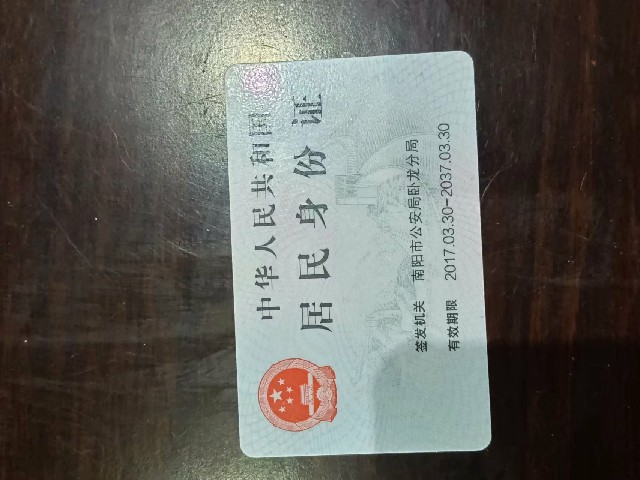 中华人民共和国
居民身份证
签发机关 南阳市公安局卧龙分局
有效期限 2017.03.30-2037.03.30